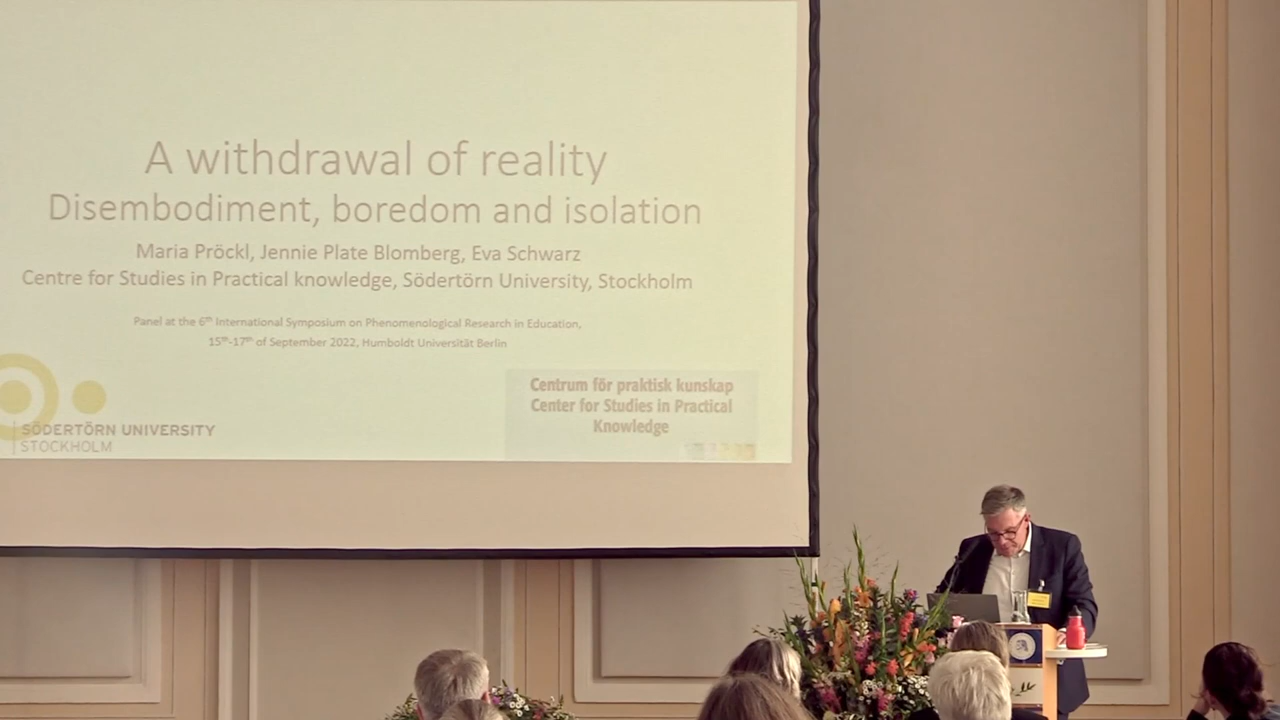 A withdrawal of reality
Disembodiment, boredom and isolation
Maria Pröckl, Jennie Plate Blomberg, Eva Schwarz
Centre for Studies in Practical knowledge, Södertörn University, Stockholm
Panel at the 6th International Symposium on Phenomenological Research in Education,
15th-17th of September 2022, Humboldt Universität Berlin
SÖDERTÖRN UNIVERSITY
STOCKHOLM
Centrum för praktisk kunskap
Center for Studies in Practical
Knowledge